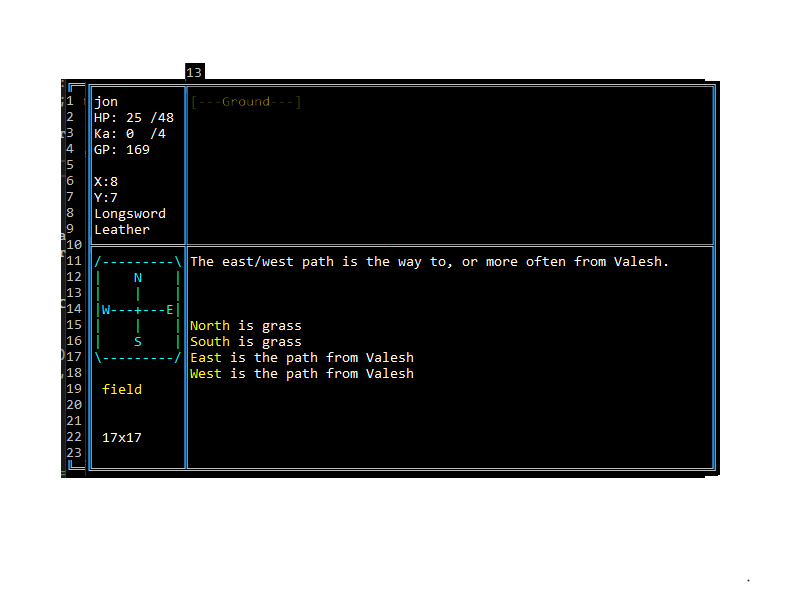 13
1 jon [---Ground---]
2 HP: 25 /48
3 Ka: 0  /4
4 GP: 169
5
6 X:8
7 Y:7
8 Longsword
9 Leather
10
11 /---------\ The east/west path is the way to, or more often from Valesh.
12 |    N    |
13 |    |    |
14 |W---+---E|
15 |    |    | North is grass
16 |    S    | South is grass
17 \---------/ East is the path from Valesh
18 West is the path from Valesh
19 field
20
21
22 17x17
23